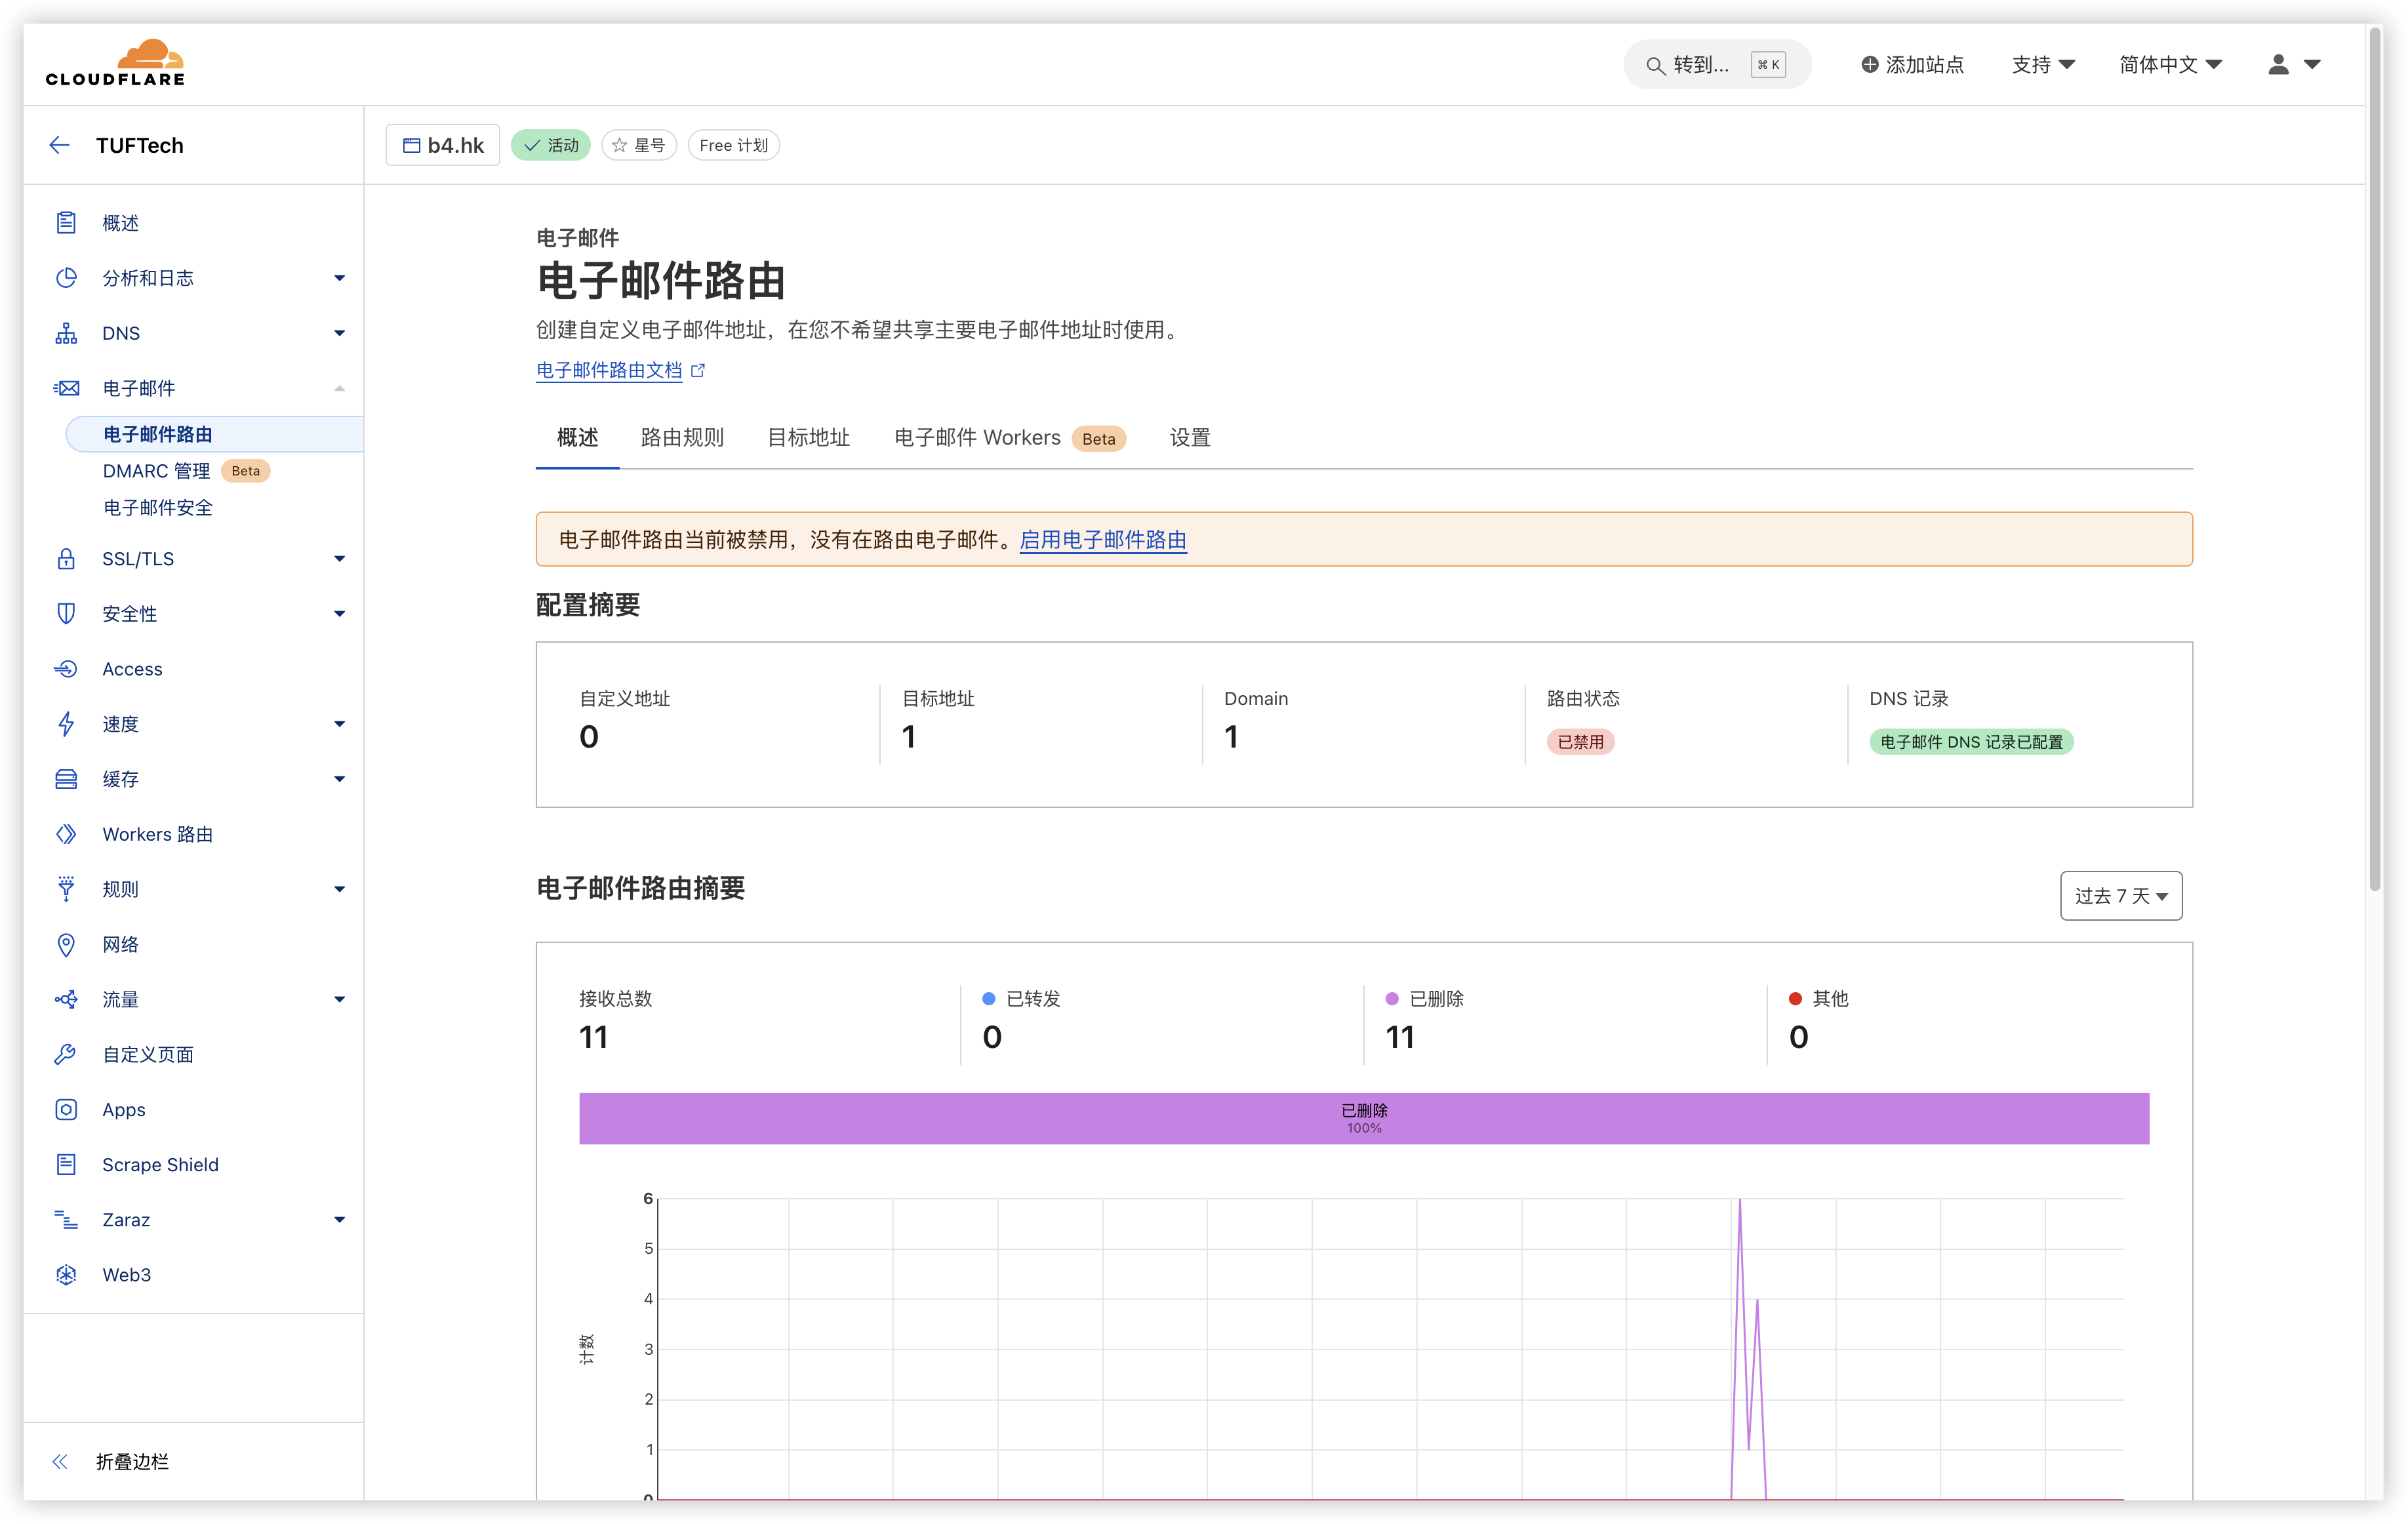 CLOUDFLARE
转到... ⌘ K
添加站点
支持
简体中文
TUFTech
b4.hk
活动
星号
Free 计划
概述
分析和日志
DNS
电子邮件
电子邮件路由
DMARC 管理 Beta
电子邮件安全
SSL/TLS
安全性
Access
速度
缓存
Workers 路由
规则
网络
流量
自定义页面
Apps
Scrape Shield
Zaraz
Web3
折叠边栏
电子邮件
电子邮件路由
创建自定义电子邮件地址，在您不希望共享主要电子邮件地址时使用。
电子邮件路由文档
概述 路由规则 目标地址 电子邮件 Workers Beta 设置
电子邮件路由当前被禁用，没有在路由电子邮件。启用电子邮件路由
配置摘要
自定义地址
0
目标地址
1
Domain
1
路由状态
已禁用
DNS 记录
电子邮件 DNS 记录已配置
电子邮件路由摘要
过去 7 天
接收总数
11
已转发
0
已删除
11
其他
0
已删除
100%
计数
6
5
4
3
2
1
0